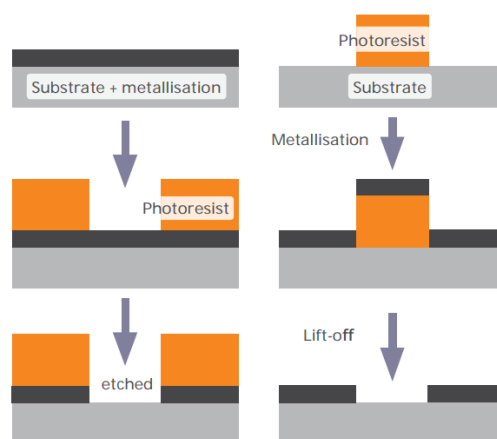 Substrate + metallisation
Photoresist
etched
Photoresist
Substrate
Metallisation
Lift-off